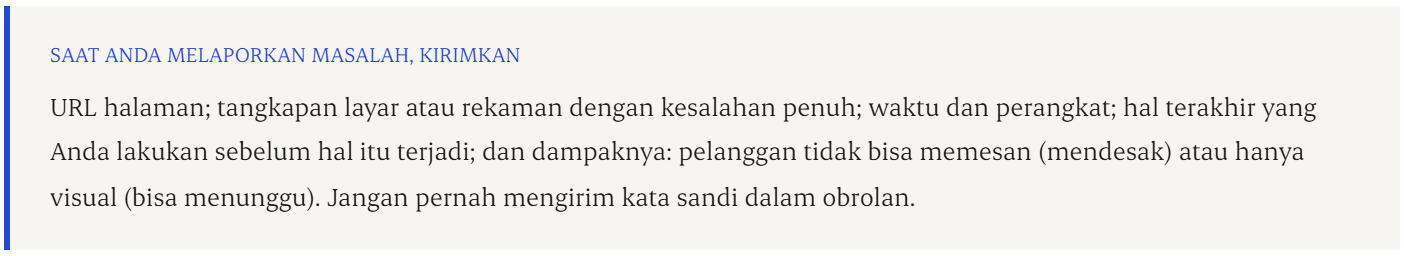 SAAT ANDA MELAPORKAN MASALAH, KIRIMKAN
URL halaman; tangkapan layar atau rekaman dengan kesalahan penuh; waktu dan perangkat; hal terakhir yang
Anda lakukan sebelum hal itu terjadi; dan dampaknya: pelanggan tidak bisa memesan (mendesak) atau hanya
visual (bisa menunggu). Jangan pernah mengirim kata sandi dalam obrolan.